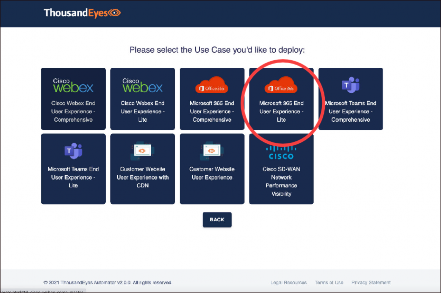 ThousandEyes
Please select the Use Case you'd like to deploy:
Cisco
webex
Cisco Webex End
User Experience -
Comprehensive
Cisco
webex
Cisco Webex End
User Experience
- Lite
Office 365
Microsoft 365 End
User Experience -
Comprehensive
Office 365
Microsoft 365 End
User Experience -
Lite
Microsoft Teams End
User Experience -
Comprehensive
Microsoft Teams End
User Experience -
Lite
Customer Website
User Experience with
CDN
Customer Website
User Experience
CISCO
Cisco SD-WAN
Network
Performance
Visibility
BACK
© 2021 ThousandEyes Automator v2.0.0. All rights reserved.
Legal Resources Terms of Use Privacy Statement